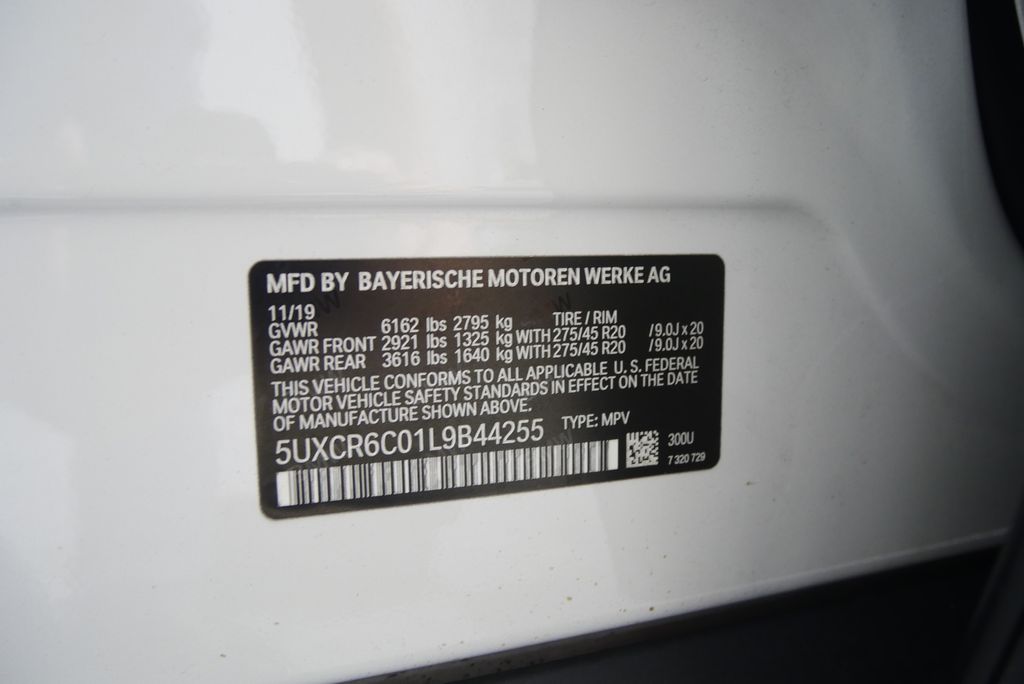 MFD BY BAYERISCHE MOTOREN WERKE AG
11/19
GVWR 6162 lbs 2795 kg TIRE / RIM
GAWR FRONT 2921 lbs 1325 kg WITH 275/45 R20 /9.0J x 20
GAWR REAR 3616 lbs 1640 kg WITH 275/45 R20 /9.0J x 20
THIS VEHICLE CONFORMS TO ALL APPLICABLE U. S. FEDERAL
MOTOR VEHICLE SAFETY STANDARDS IN EFFECT ON THE DATE
OF MANUFACTURE SHOWN ABOVE.
5UXCR6C01L9B44255 TYPE: MPV
300U
7 320 729